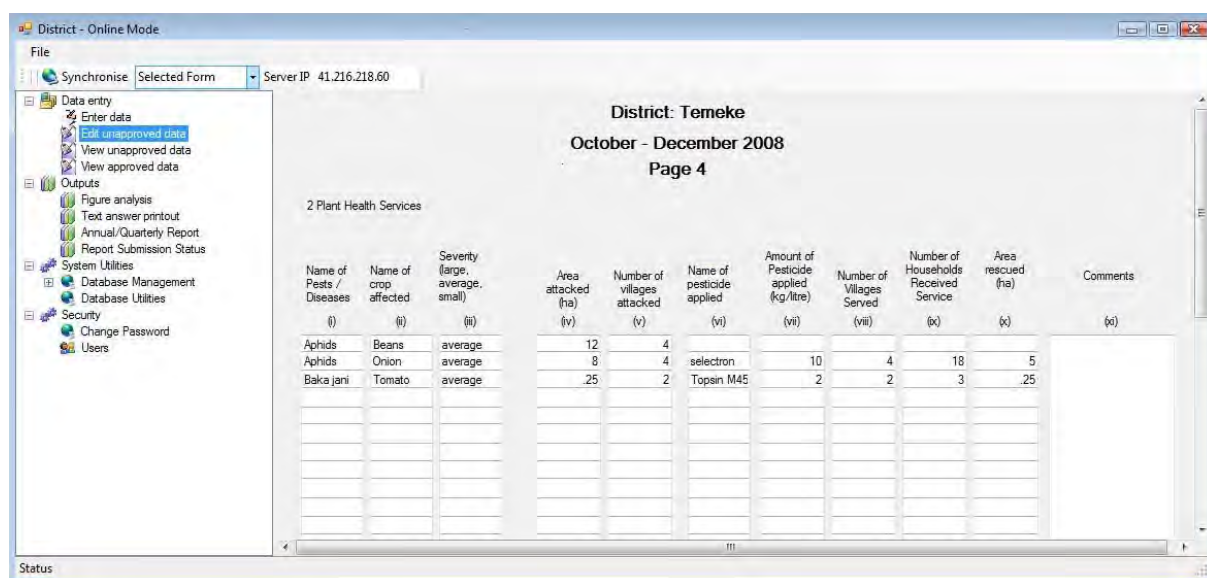 District - Online Mode
File
Synchronise Selected Form Server IP 41.216.218.60
Data entry
Enter data
Edit unapproved data
View unapproved data
View approved data
Outputs
Figure analysis
Text answer printout
Annual/Quarterly Report
Report Submission Status
System Utilities
Database Management
Database Utilities
Security
Change Password
Users
District: Temeke
October - December 2008
Page 4
2 Plant Health Services
Name of Pests / Diseases
Name of crop affected
Severity (large, average, small)
Area attacked (ha)
Number of villages attacked
Name of pesticide applied
Amount of Pesticide applied (kg/litre)
Number of Villages Served
Number of Households Received Service
Area rescued (ha)
Comments
(i) (ii) (iii) (iv) (v) (vi) (vii) (viii) (ix) (x) (xi)
Aphids Beans average 12 4
Aphids Onion average 8 4 selectron 10 4 18 5
Baka jani Tomato average .25 2 Topsin M45 2 2 3 .25
Status